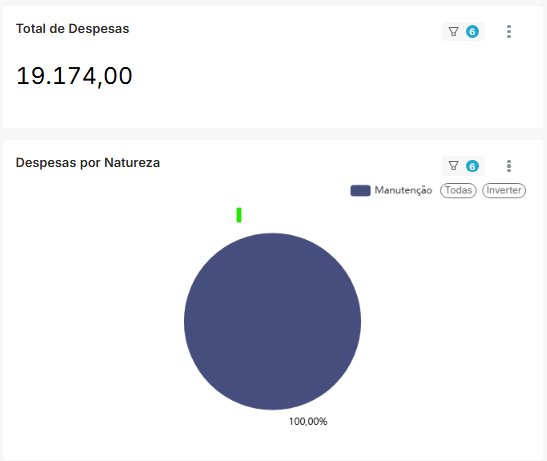 Total de Despesas
6
19.174,00
Despesas por Natureza
6
Manutenção Todas Inverter
100,00%